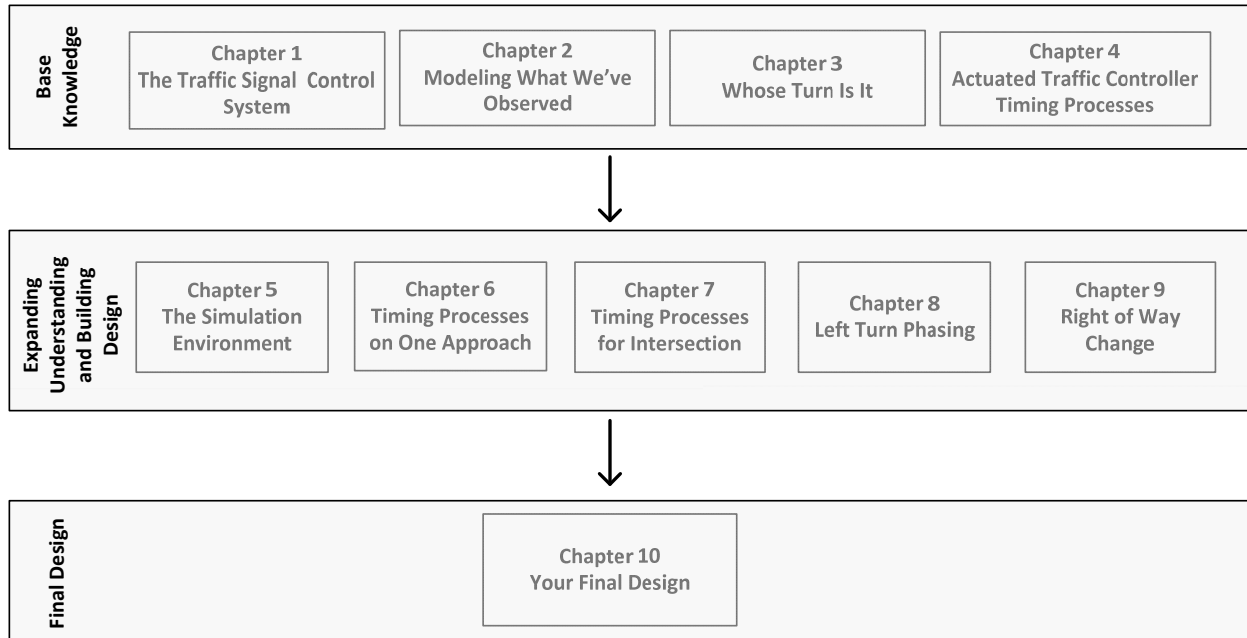 Base
Knowledge
Chapter 1
The Traffic Signal Control
System
Chapter 2
Modeling What We've
Observed
Chapter 3
Whose Turn Is It
Chapter 4
Actuated Traffic Controller
Timing Processes
Expanding
Understanding
and Building
Design
Chapter 5
The Simulation
Environment
Chapter 6
Timing Processes
on One Approach
Chapter 7
Timing Processes
for Intersection
Chapter 8
Left Turn Phasing
Chapter 9
Right of Way
Change
Final Design
Chapter 10
Your Final Design